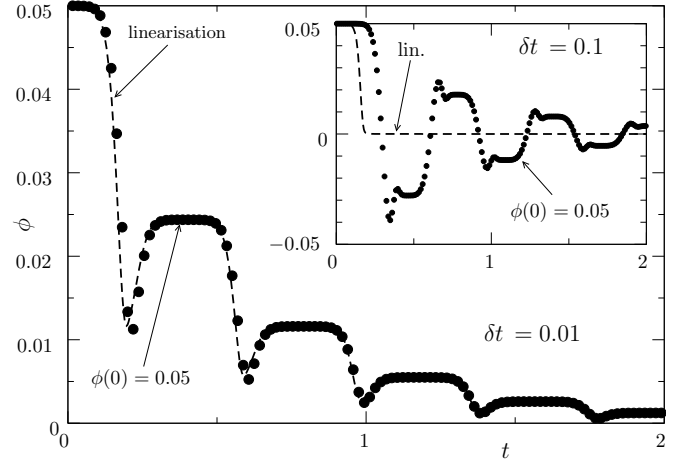 0.05
0.04
0.03
0.02
0.01
0
ϕ
linearisation
ϕ(0) = 0.05
δt = 0.01
0
1
2
t
0.05
0
−0.05
lin.
δt = 0.1
ϕ(0) = 0.05
0
1
2